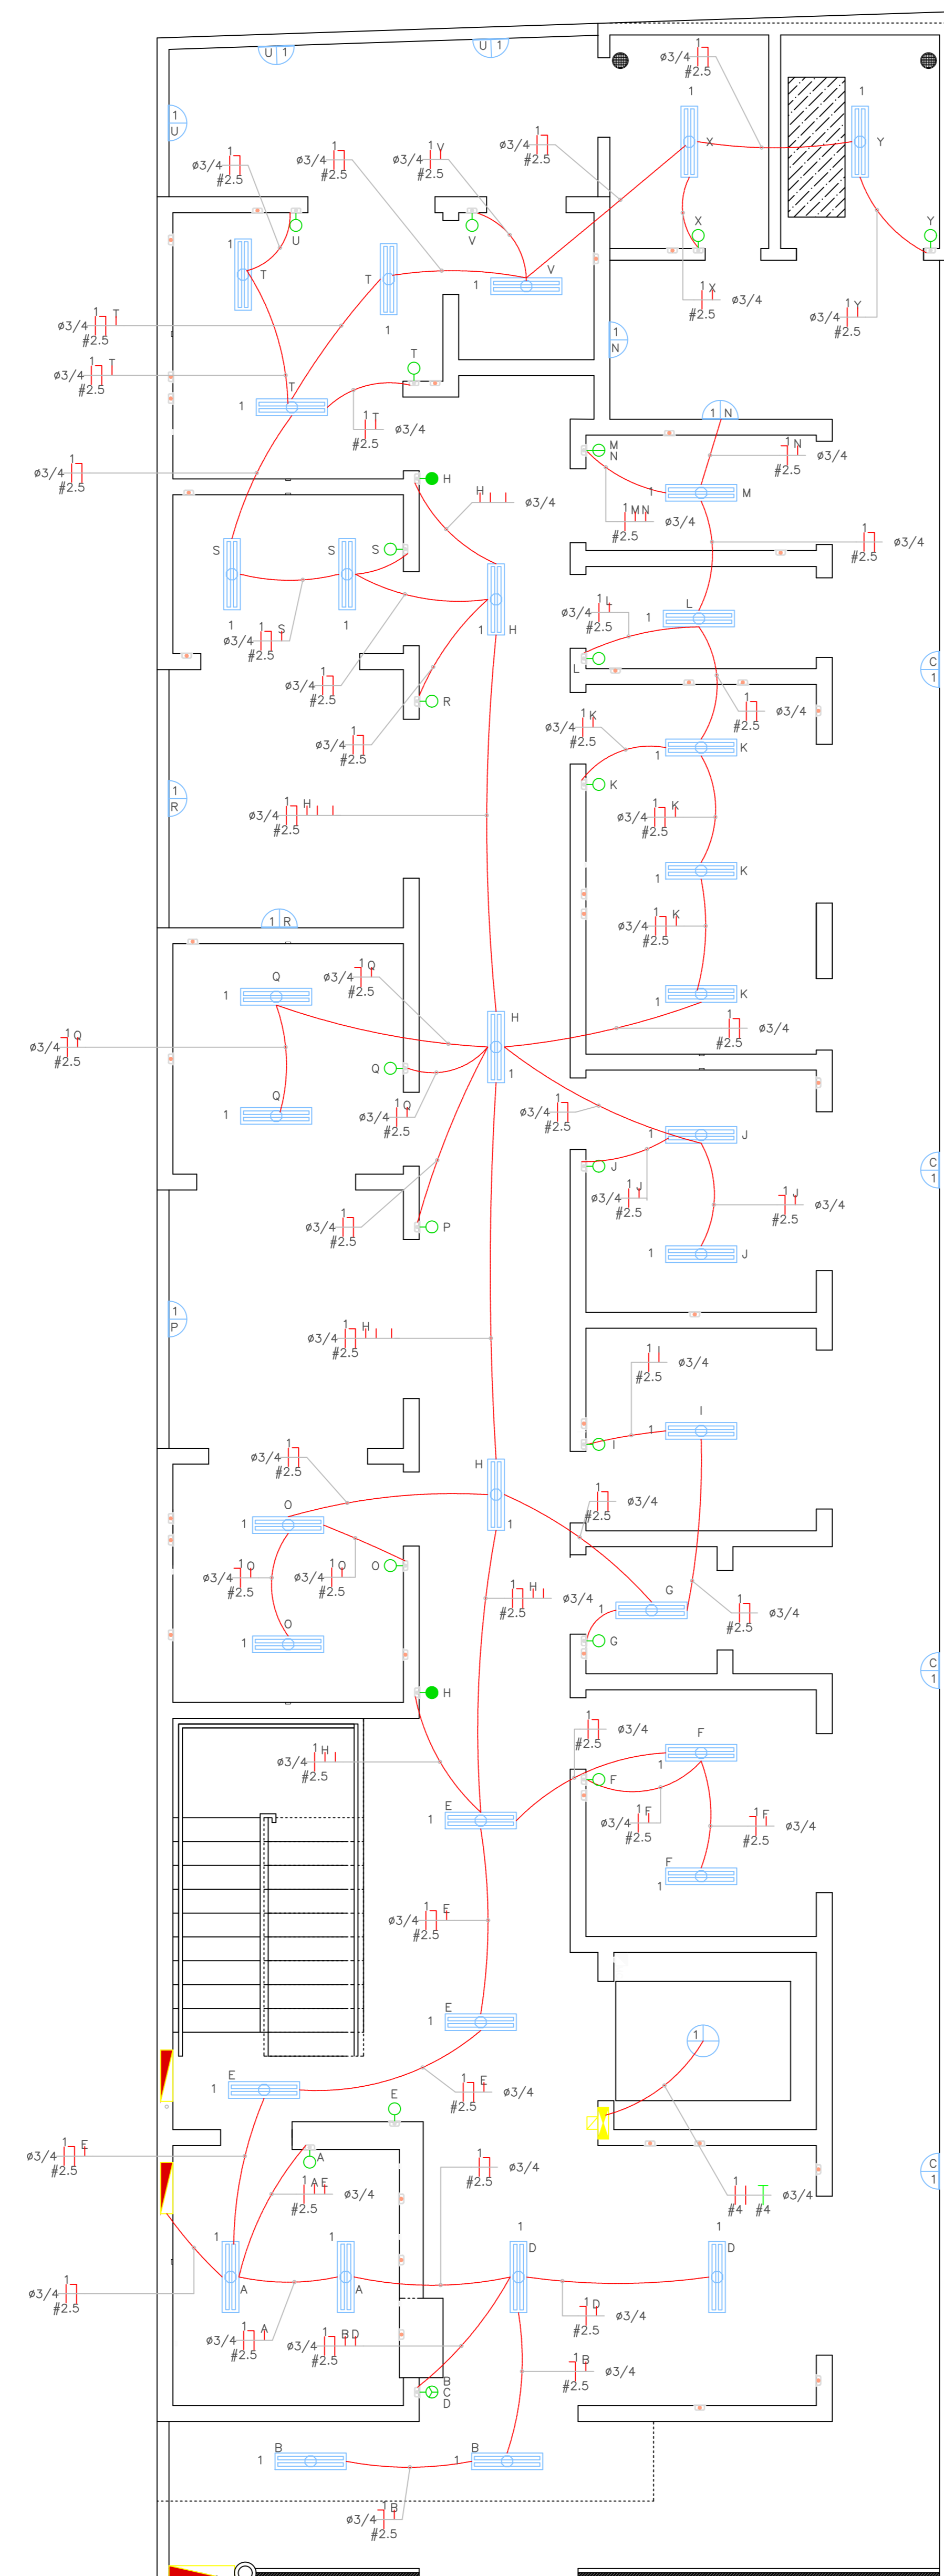 U 1
U 1
1
U
ø3/4
1
#2.5
1
1
X
Y
ø3/4
1
#2.5
ø3/4
1
#2.5
ø3/4
1 V
#2.5
ø3/4
1
#2.5
U
V
X
Y
1
T
T
1
1
V
1 X
#2.5
ø3/4
ø3/4
1 Y
#2.5
ø3/4
1 T
#2.5
1
N
ø3/4
1 T
#2.5
T
T
1
1 T
#2.5
ø3/4
1 N
ø3/4
1
#2.5
M
N
1 N
#2.5
ø3/4
H
H
ø3/4
1
M
1 M N
#2.5
ø3/4
1
#2.5
ø3/4
S
S
S
1
1
1
H
ø3/4
1 S
#2.5
ø3/4
1 L
#2.5
L
1
L
C
1
ø3/4
1
#2.5
R
1
#2.5
ø3/4
ø3/4
1
#2.5
ø3/4
1 K
#2.5
1
K
K
1
R
ø3/4
1 H
#2.5
ø3/4
1 K
#2.5
1
K
1 R
ø3/4
1 K
#2.5
Q
1
ø3/4
1 Q
#2.5
1
K
H
1
1
#2.5
ø3/4
ø3/4
1 Q
#2.5
Q
Q
1
ø3/4
1 Q
#2.5
ø3/4
1
#2.5
1
J
J
C
1
ø3/4
1 J
#2.5
1 J
#2.5
ø3/4
ø3/4
1
#2.5
P
1
J
1
P
ø3/4
1 H
#2.5
1 I
#2.5
ø3/4
I
1
I
ø3/4
1
#2.5
H
1
1
#2.5
ø3/4
O
1
ø3/4
1 O
#2.5
ø3/4
1 O
#2.5
O
1 H
#2.5
ø3/4
G
1
1
#2.5
ø3/4
O
1
G
C
1
H
1
#2.5
ø3/4
ø3/4
1 H
#2.5
F
1
F
E
1
ø3/4
1 F
#2.5
1 F
#2.5
ø3/4
F
1
ø3/4
1 E
#2.5
E
1
1
E
1
1 E
#2.5
ø3/4
E
ø3/4
1 E
#2.5
A
1
#2.5
ø3/4
C
1
1 A E
#2.5
ø3/4
1
#4
#4
ø3/4
1
1
1
1
A
A
D
D
ø3/4
1
#2.5
1 D
#2.5
ø3/4
ø3/4
1 A
#2.5
ø3/4
1 B D
#2.5
1 B
#2.5
ø3/4
B
C
D
B
1
B
1
ø3/4
1 B
#2.5